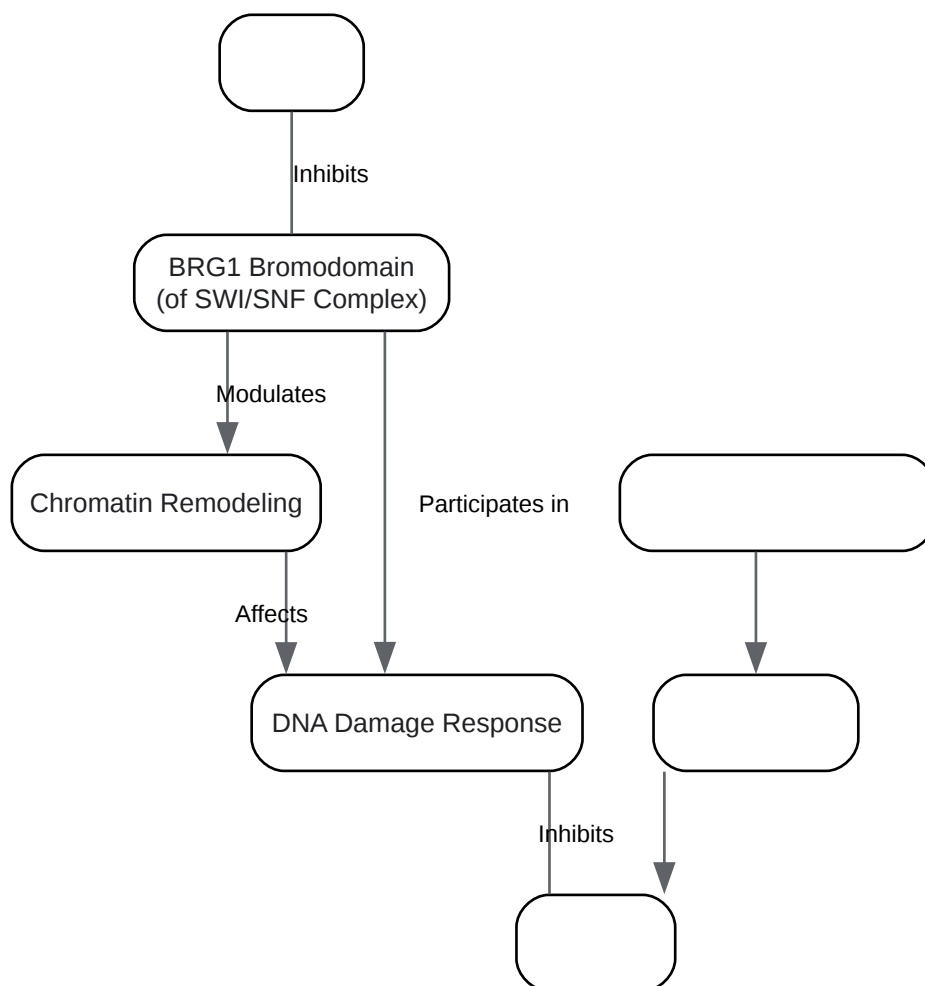 Inhibits
BRG1 Bromodomain
(of SWI/SNF Complex)
Modulates
Chromatin Remodeling
Participates in
Affects
DNA Damage Response
Inhibits